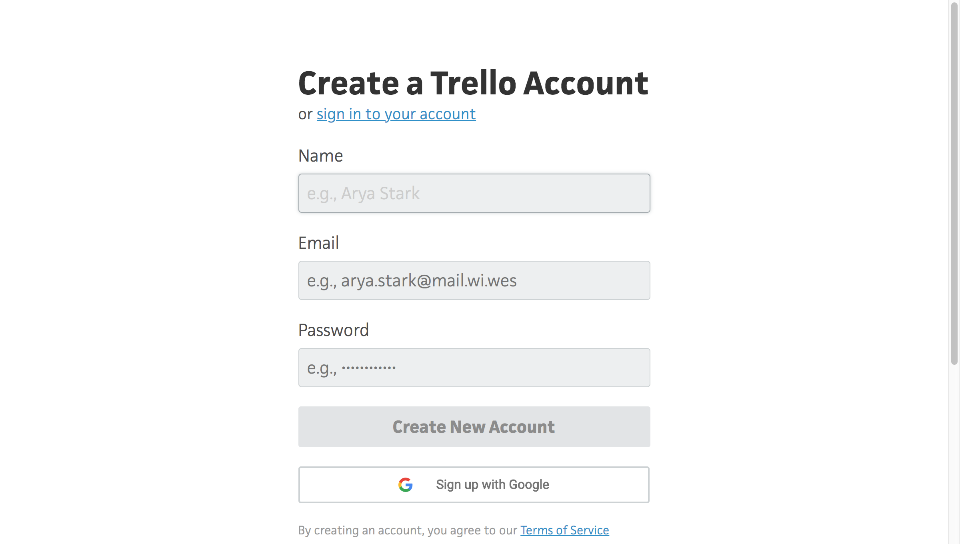 Create a Trello Account
or sign in to your account
Name
e.g., Arya Stark
Email
e.g., arya.stark@mail.wi.wes
Password
e.g., ••••••••••••
Create New Account
Sign up with Google
By creating an account, you agree to our Terms of Service